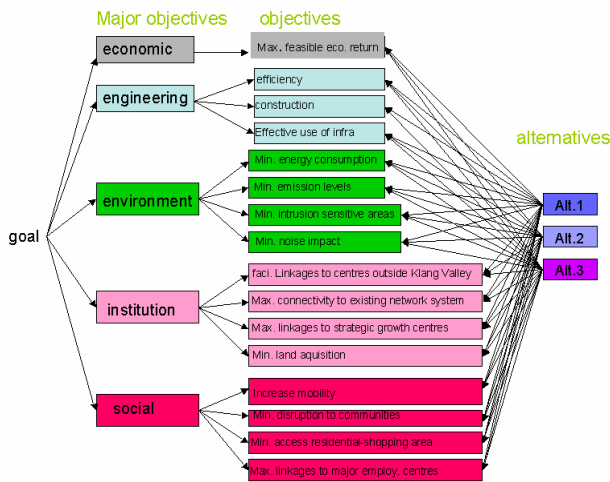 Major objectives
objectives
economic
Max. feasible eco. return
engineering
efficiency
construction
Effective use of infra
alternatives
environment
Min. energy consumption
Min. emission levels
Min. intrusion sensitive areas
Min. noise impact
Alt.1
Alt.2
Alt.3
goal
institution
faci. Linkages to centres outside Klang Valley
Max. connectivity to existing network system
Max. linkages to strategic growth centres
Min. land aquisition
social
Increase mobility
Min. disruption to communities
Min. access residential-shopping area
Max. linkages to major employ. centres